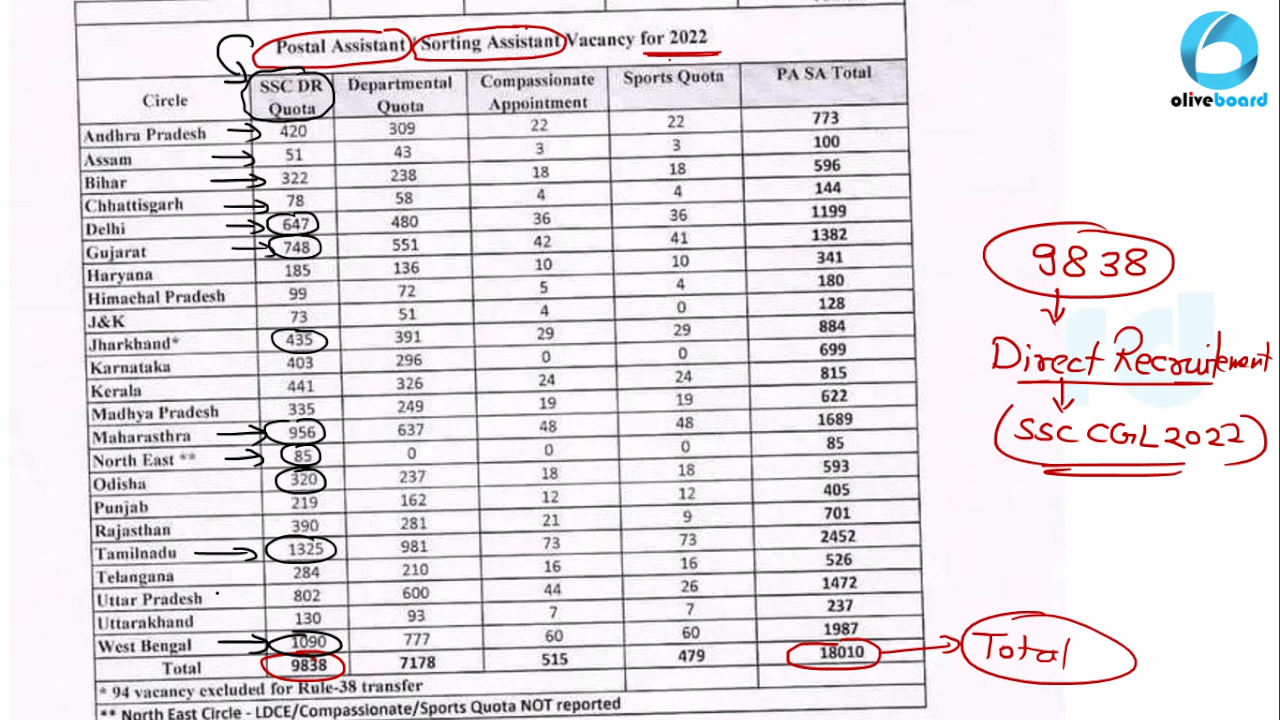 Postal Assistant / Sorting Assistant Vacancy for 2022
oliveboard
Circle SSC DR Quota Departmental Quota Compassionate Appointment Sports Quota PA SA Total
Andhra Pradesh 420 309 22 22 773
Assam 51 43 3 3 100
Bihar 322 238 18 18 596
Chhattisgarh 78 58 4 4 144
Delhi 647 480 36 36 1199
Gujarat 748 551 42 41 1382
Haryana 185 136 10 10 341
Himachal Pradesh 99 72 5 4 180
J&K 73 51 4 0 128
Jharkhand* 435 391 29 29 884
Karnataka 403 296 0 0 699
Kerala 441 326 24 24 815
Madhya Pradesh 335 249 19 19 622
Maharasthra 956 637 48 48 1689
North East ** 85 0 0 0 85
Odisha 320 237 18 18 593
Punjab 219 162 12 12 405
Rajasthan 390 281 21 9 701
Tamilnadu 1325 981 73 73 2452
Telangana 284 210 16 16 526
Uttar Pradesh 802 600 44 26 1472
Uttarakhand 130 93 7 7 237
West Bengal 1090 777 60 60 1987
Total 9838 7178 515 479 18010
* 94 vacancy excluded for Rule-38 transfer
** North East Circle - LDCE/Compassionate/Sports Quota NOT reported
9838
Direct Recruitement
(SSC CGL 2022)
Total